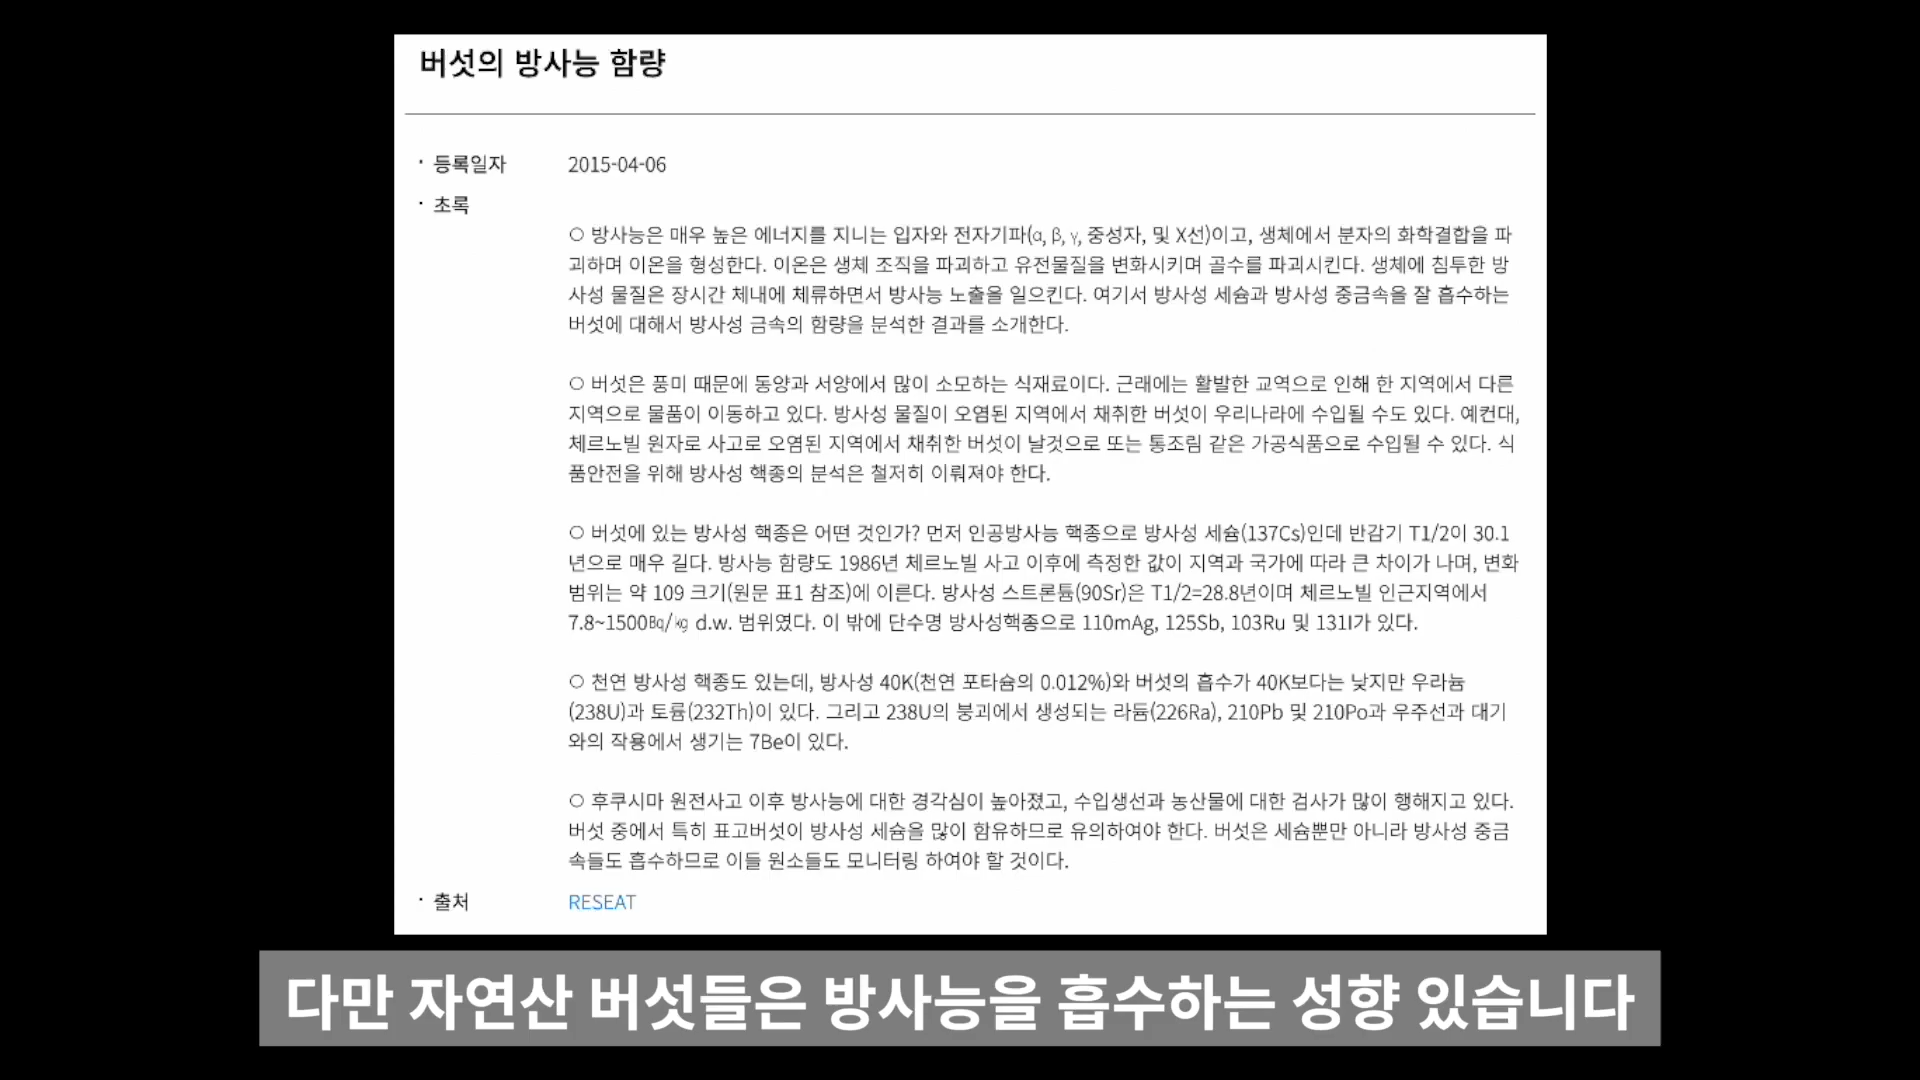 버섯의 방사능 함량
· 등록일자 2015-04-06
· 초록
○ 방사능은 매우 높은 에너지를 지니는 입자와 전자기파(α, β, γ, 중성자, 및 X선)이고, 생체에서 분자의 화학결합을 파
괴하며 이온을 형성한다. 이온은 생체 조직을 파괴하고 유전물질을 변화시키며 골수를 파괴시킨다. 생체에 침투한 방
사성 물질은 장시간 체내에 체류하면서 방사능 노출을 일으킨다. 여기서 방사성 세슘과 방사성 중금속을 잘 흡수하는
버섯에 대해서 방사성 금속의 함량을 분석한 결과를 소개한다.
○ 버섯은 풍미 때문에 동양과 서양에서 많이 소모하는 식재료이다. 근래에는 활발한 교역으로 인해 한 지역에서 다른
지역으로 물품이 이동하고 있다. 방사성 물질이 오염된 지역에서 채취한 버섯이 우리나라에 수입될 수도 있다. 예컨대,
체르노빌 원자로 사고로 오염된 지역에서 채취한 버섯이 날것으로 또는 통조림 같은 가공식품으로 수입될 수 있다. 식
품안전을 위해 방사성 핵종의 분석은 철저히 이뤄져야 한다.
○ 버섯에 있는 방사성 핵종은 어떤 것인가? 먼저 인공방사능 핵종으로 방사성 세슘(137Cs)인데 반감기 T1/2이 30.1
년으로 매우 길다. 방사능 함량도 1986년 체르노빌 사고 이후에 측정한 값이 지역과 국가에 따라 큰 차이가 나며, 변화
범위는 약 109 크기(원문 표1 참조)에 이른다. 방사성 스트론튬(90Sr)은 T1/2=28.8년이며 체르노빌 인근지역에서
7.8~1500㏃/㎏ d.w. 범위였다. 이 밖에 단수명 방사성핵종으로 110mAg, 125Sb, 103Ru 및 131I가 있다.
○ 천연 방사성 핵종도 있는데, 방사성 40K(천연 포타슘의 0.012%)와 버섯의 흡수가 40K보다는 낮지만 우라늄
(238U)과 토륨(232Th)이 있다. 그리고 238U의 붕괴에서 생성되는 라듐(226Ra), 210Pb 및 210Po과 우주선과 대기
와의 작용에서 생기는 7Be이 있다.
○ 후쿠시마 원전사고 이후 방사능에 대한 경각심이 높아졌고, 수입생선과 농산물에 대한 검사가 많이 행해지고 있다.
버섯 중에서 특히 표고버섯이 방사성 세슘을 많이 함유하므로 유의하여야 한다. 버섯은 세슘뿐만 아니라 방사성 중금
속들도 흡수하므로 이들 원소들도 모니터링 하여야 할 것이다.
· 출처 RESEAT
다만 자연산 버섯들은 방사능을 흡수하는 성향 있습니다